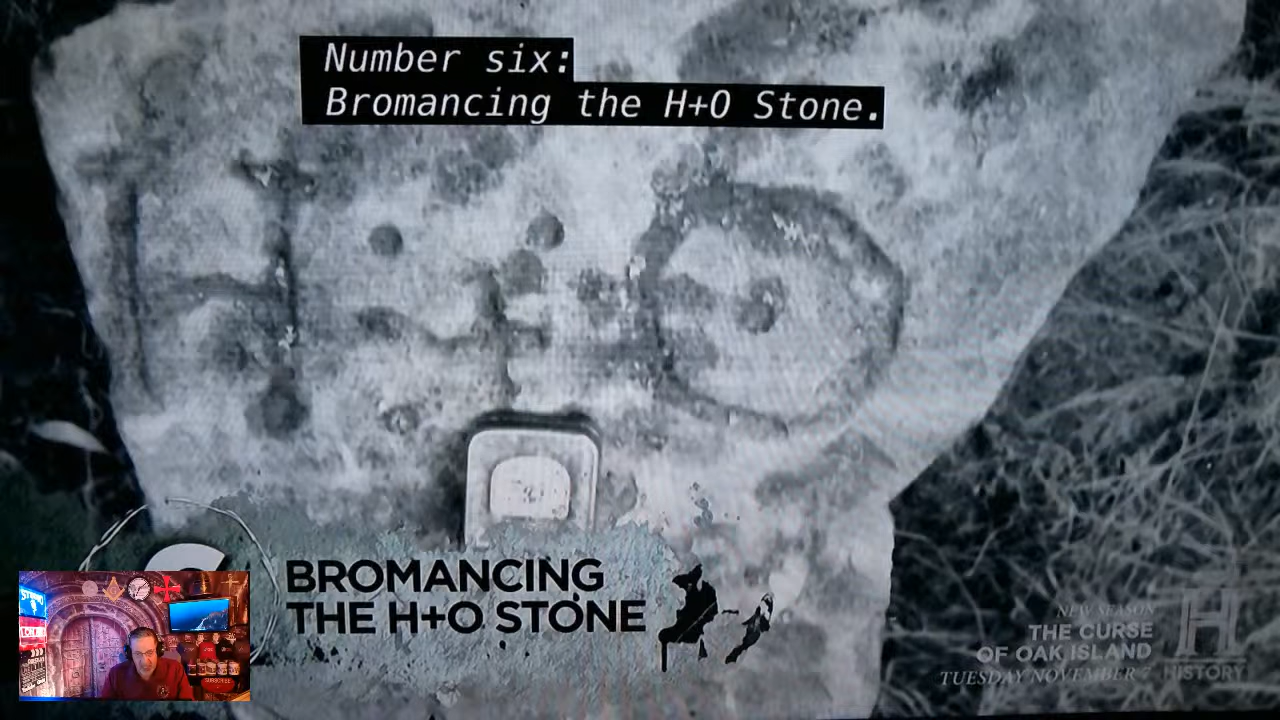 Number six:
Bromancing the H+O Stone.
H+O
BROMANCING
THE H+O STONE
NEW SEASON
THE CURSE
OF OAK ISLAND
TUESDAY NOVEMBER 7
H
HISTORY
SUBSCRIBE